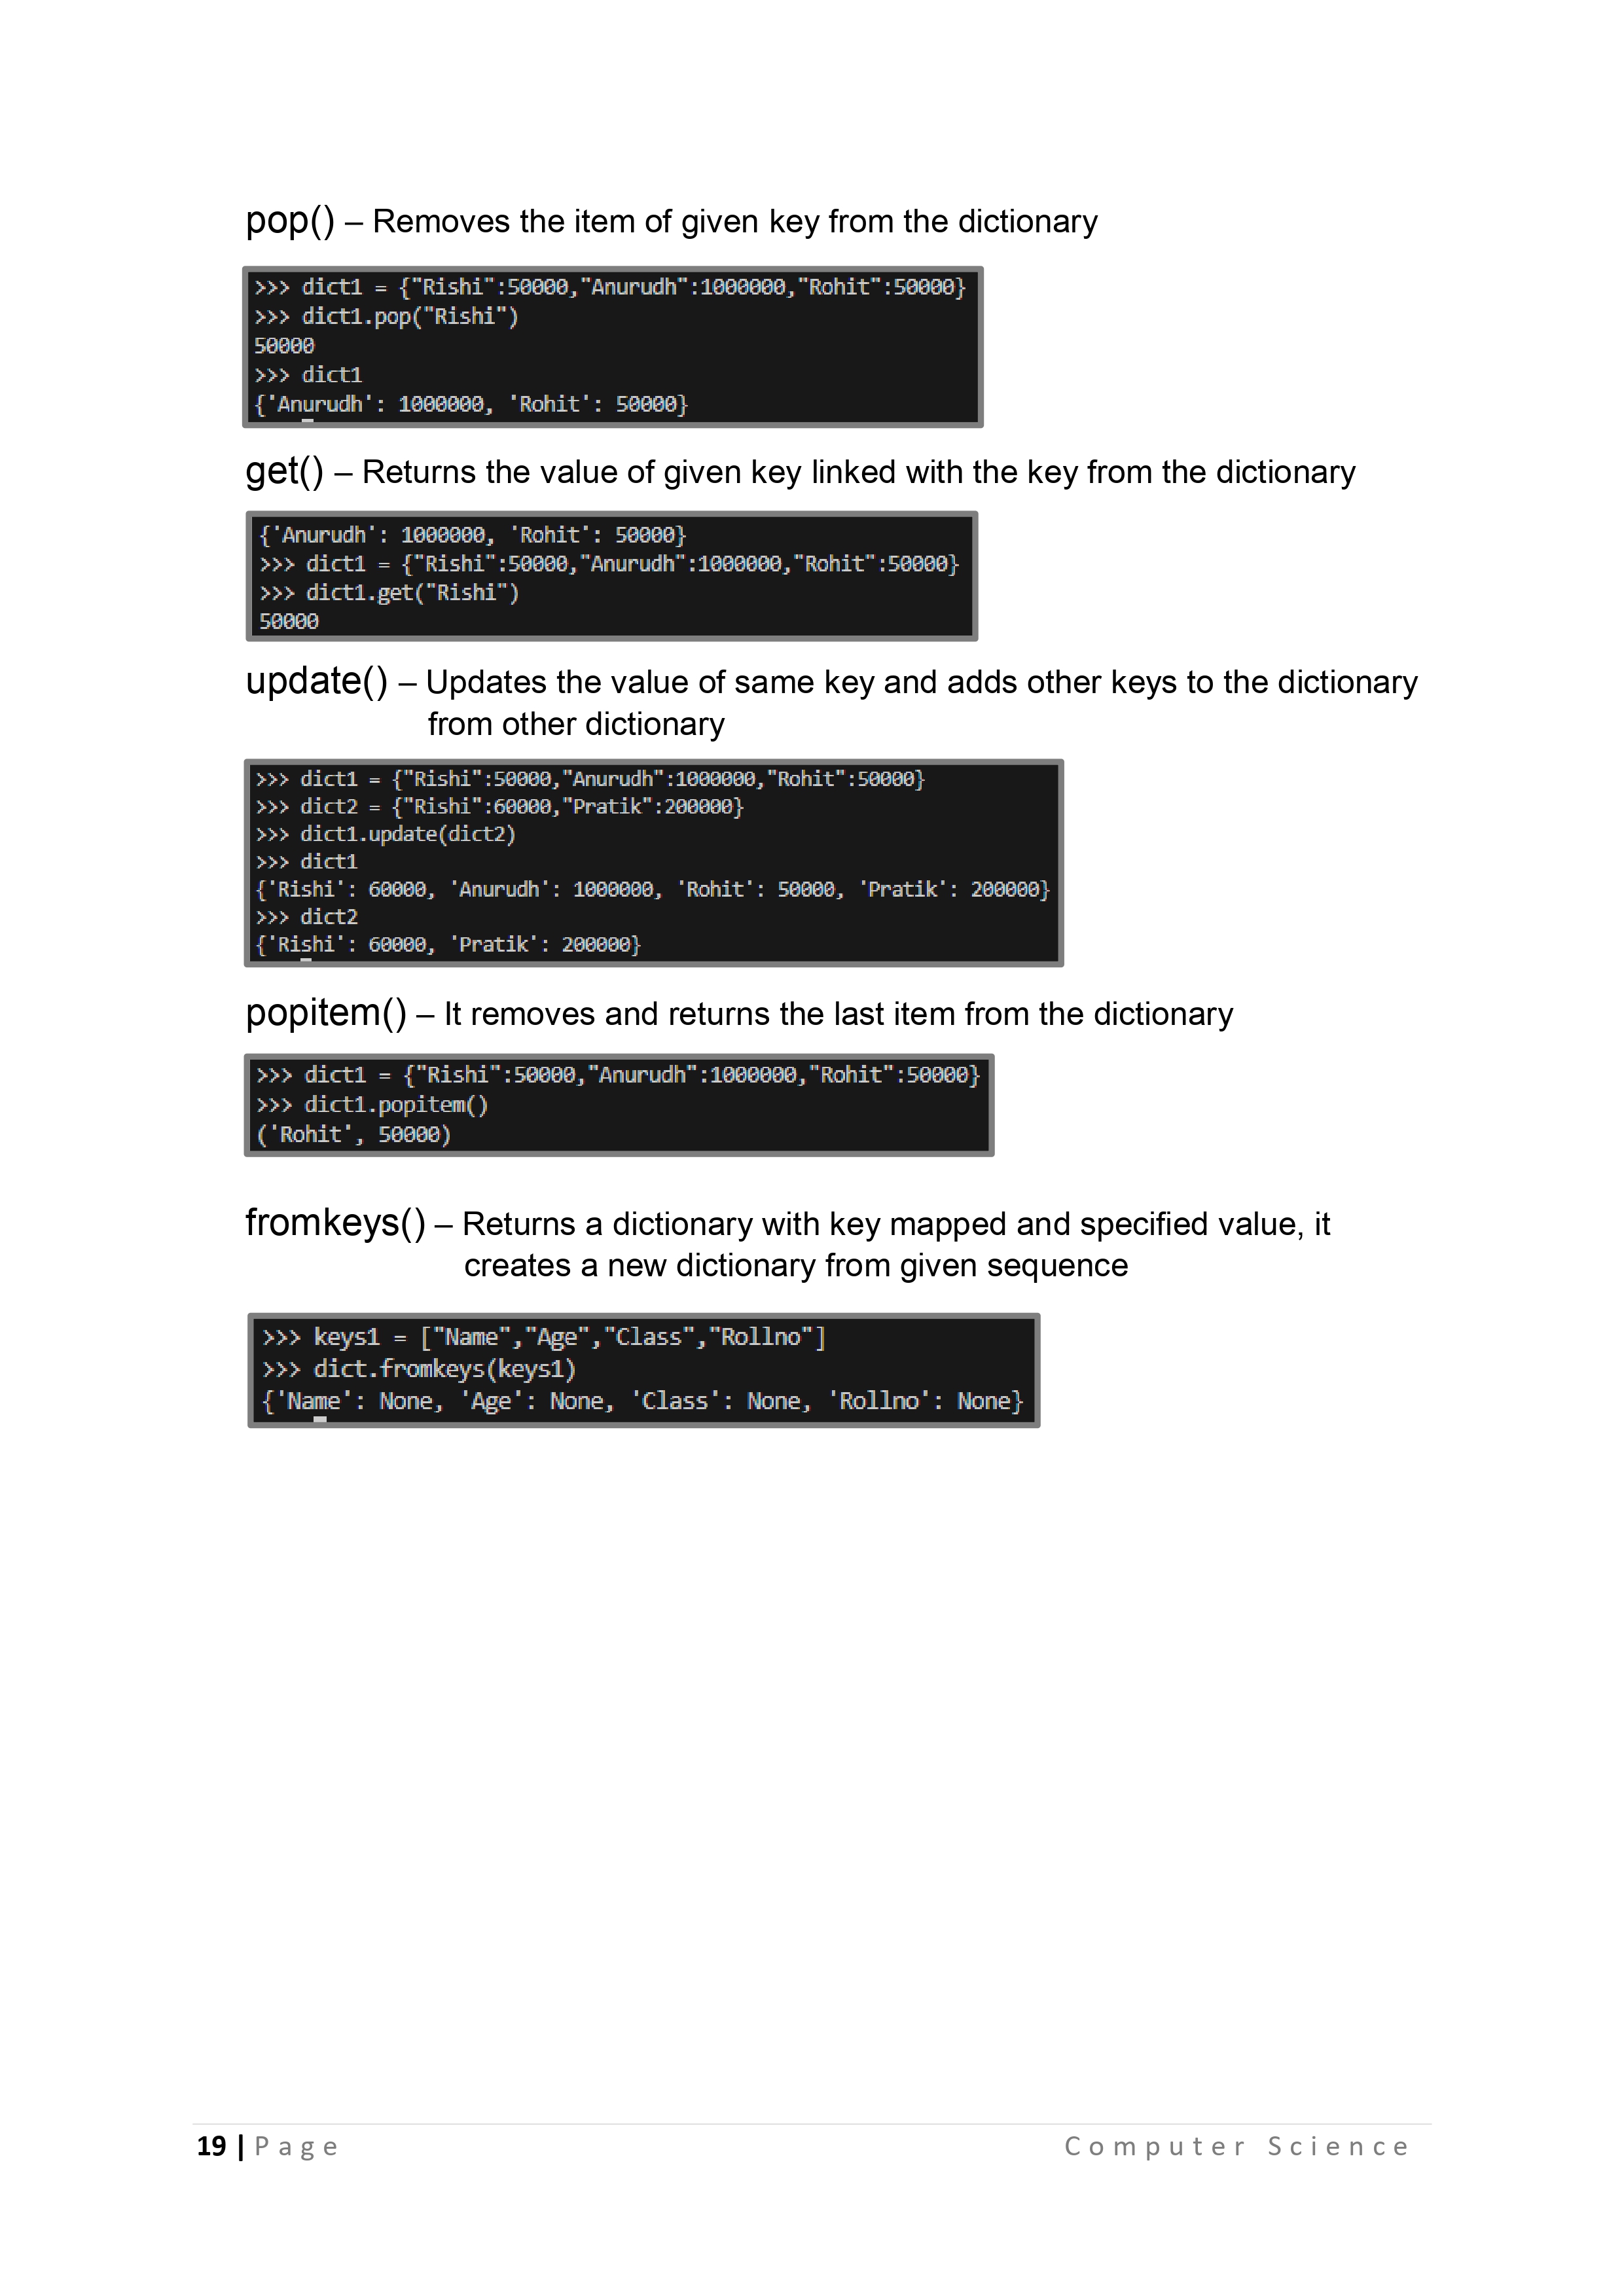 pop() – Removes the item of given key from the dictionary
>>> dict1 = {"Rishi":50000,"Anurudh":1000000,"Rohit":50000}
>>> dict1.pop("Rishi")
50000
>>> dict1
{'Anurudh': 1000000, 'Rohit': 50000}
get() – Returns the value of given key linked with the key from the dictionary
{'Anurudh': 1000000, 'Rohit': 50000}
>>> dict1 = {"Rishi":50000,"Anurudh":1000000,"Rohit":50000}
>>> dict1.get("Rishi")
50000
update() – Updates the value of same key and adds other keys to the dictionary
from other dictionary
>>> dict1 = {"Rishi":50000,"Anurudh":1000000,"Rohit":50000}
>>> dict2 = {"Rishi":60000,"Pratik":200000}
>>> dict1.update(dict2)
>>> dict1
{'Rishi': 60000, 'Anurudh': 1000000, 'Rohit': 50000, 'Pratik': 200000}
>>> dict2
{'Rishi': 60000, 'Pratik': 200000}
popitem() – It removes and returns the last item from the dictionary
>>> dict1 = {"Rishi":50000,"Anurudh":1000000,"Rohit":50000}
>>> dict1.popitem()
('Rohit', 50000)
fromkeys() – Returns a dictionary with key mapped and specified value, it
creates a new dictionary from given sequence
>>> keys1 = ["Name","Age","Class","Rollno"]
>>> dict.fromkeys(keys1)
{'Name': None, 'Age': None, 'Class': None, 'Rollno': None}
19 | Page Computer Science